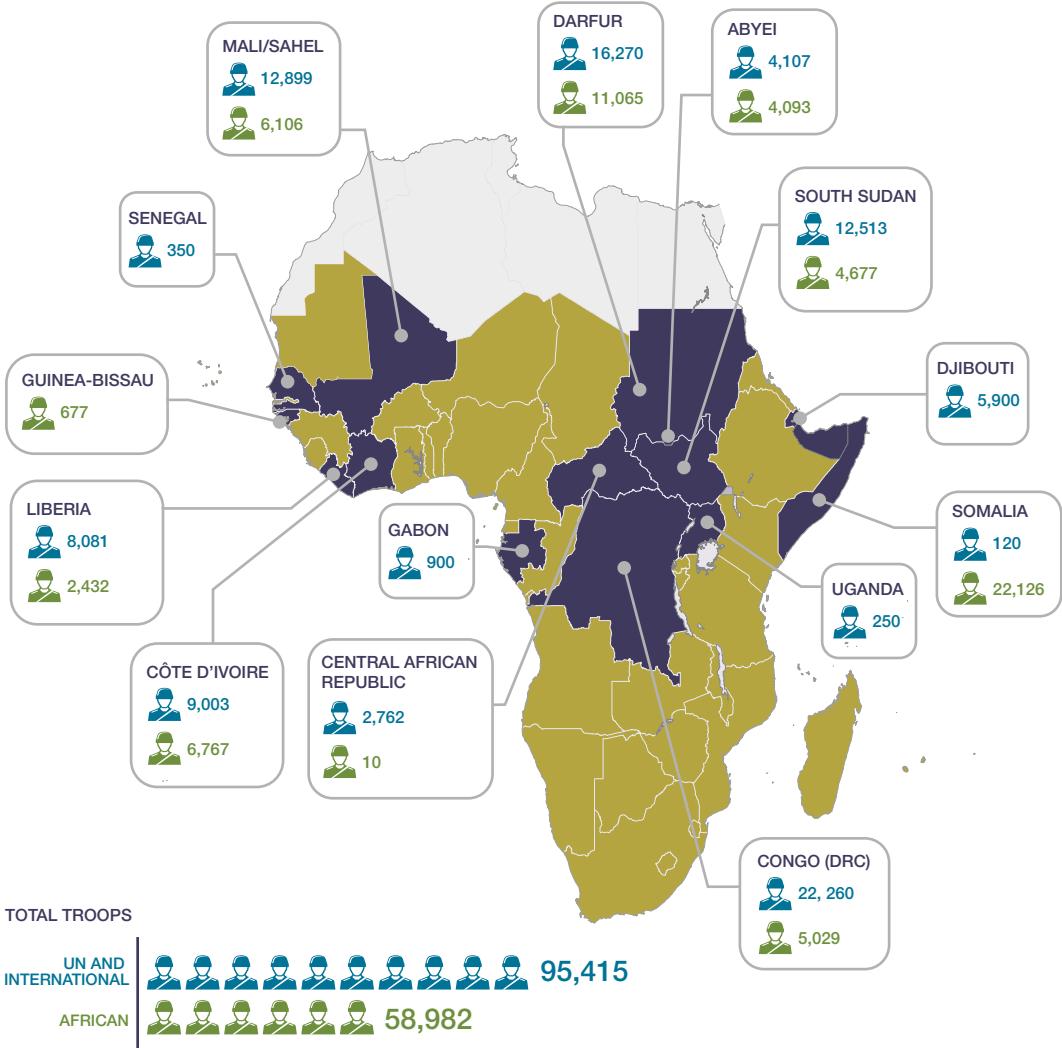 MALI/SAHEL
12,899
6,106
DARFUR
16,270
11,065
ABYEI
4,107
4,093
SENEGAL
350
SOUTH SUDAN
12,513
4,677
GUINEA-BISSAU
677
DJIBOUTI
5,900
LIBERIA
8,081
2,432
GABON
900
SOMALIA
120
22,126
UGANDA
250
CÔTE D'IVOIRE
9,003
6,767
CENTRAL AFRICAN
REPUBLIC
2,762
10
CONGO (DRC)
22, 260
5,029
TOTAL TROOPS
UN AND
INTERNATIONAL
95,415
AFRICAN
58,982